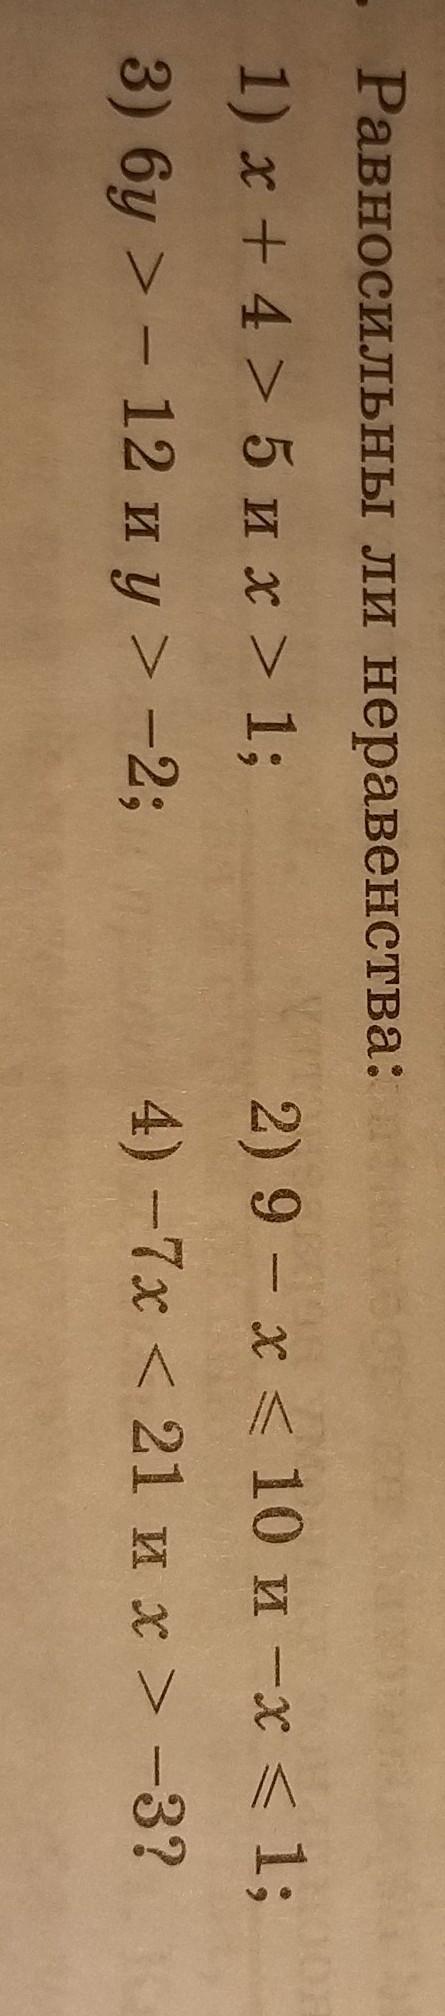 Равносильны ли неравенства:
1) x + 4 > 5 и x > 1; 2) 9 − x ⩽ 10 и −x ⩽ 1;
3) 6y > − 12 и y > −2; 4) −7x < 21 и x > −3?